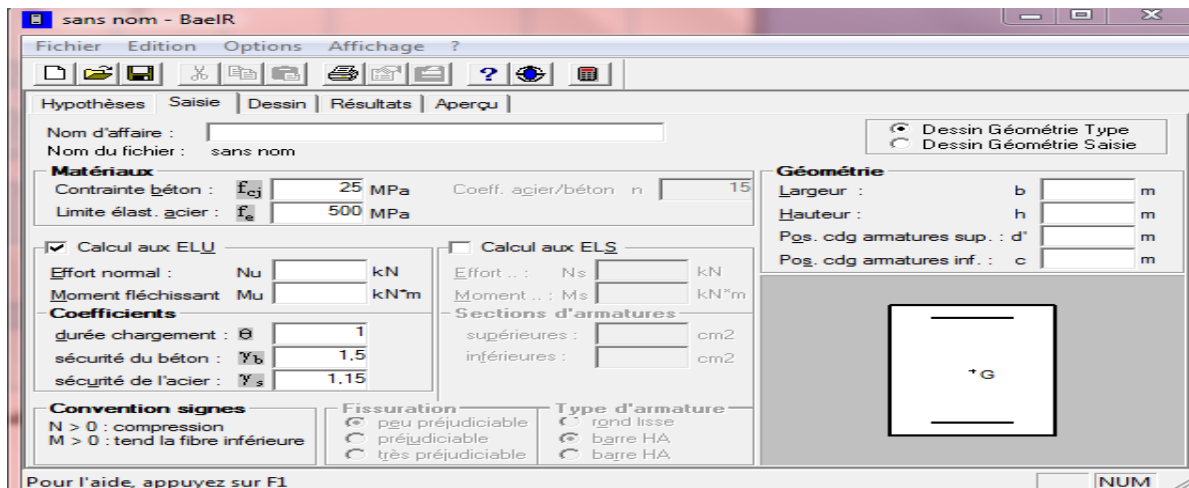 sans nom - BaelR
Fichier Edition Options Affichage ?
Hypothèses Saisie Dessin Résultats Aperçu
Nom d'affaire :
Nom du fichier : sans nom
Dessin Géométrie Type
Dessin Géométrie Saisie
Matériaux
Contrainte béton : fcj 25 MPa Coeff. acier/béton n 15
Limite élast. acier : fe 500 MPa
Géométrie
Largeur : b m
Hauteur : h m
Pos. cdg armatures sup. : d' m
Pos. cdg armatures inf. : c m
Calcul aux ELU
Effort normal : Nu kN
Moment fléchissant Mu kN*m
Calcul aux ELS
Effort .. : Ns kN
Moment .. : Ms kN*m
Coefficients
durée chargement : θ 1
sécurité du béton : γb 1,5
sécurité de l'acier : γs 1,15
Sections d'armatures
supérieures : cm2
inférieures : cm2
+G
Convention signes
N > 0 : compression
M > 0 : tend la fibre inférieure
Fissuration
peu préjudiciable
préjudiciable
très préjudiciable
Type d'armature
rond lisse
barre HA
barre HA
Pour l'aide, appuyez sur F1 NUM